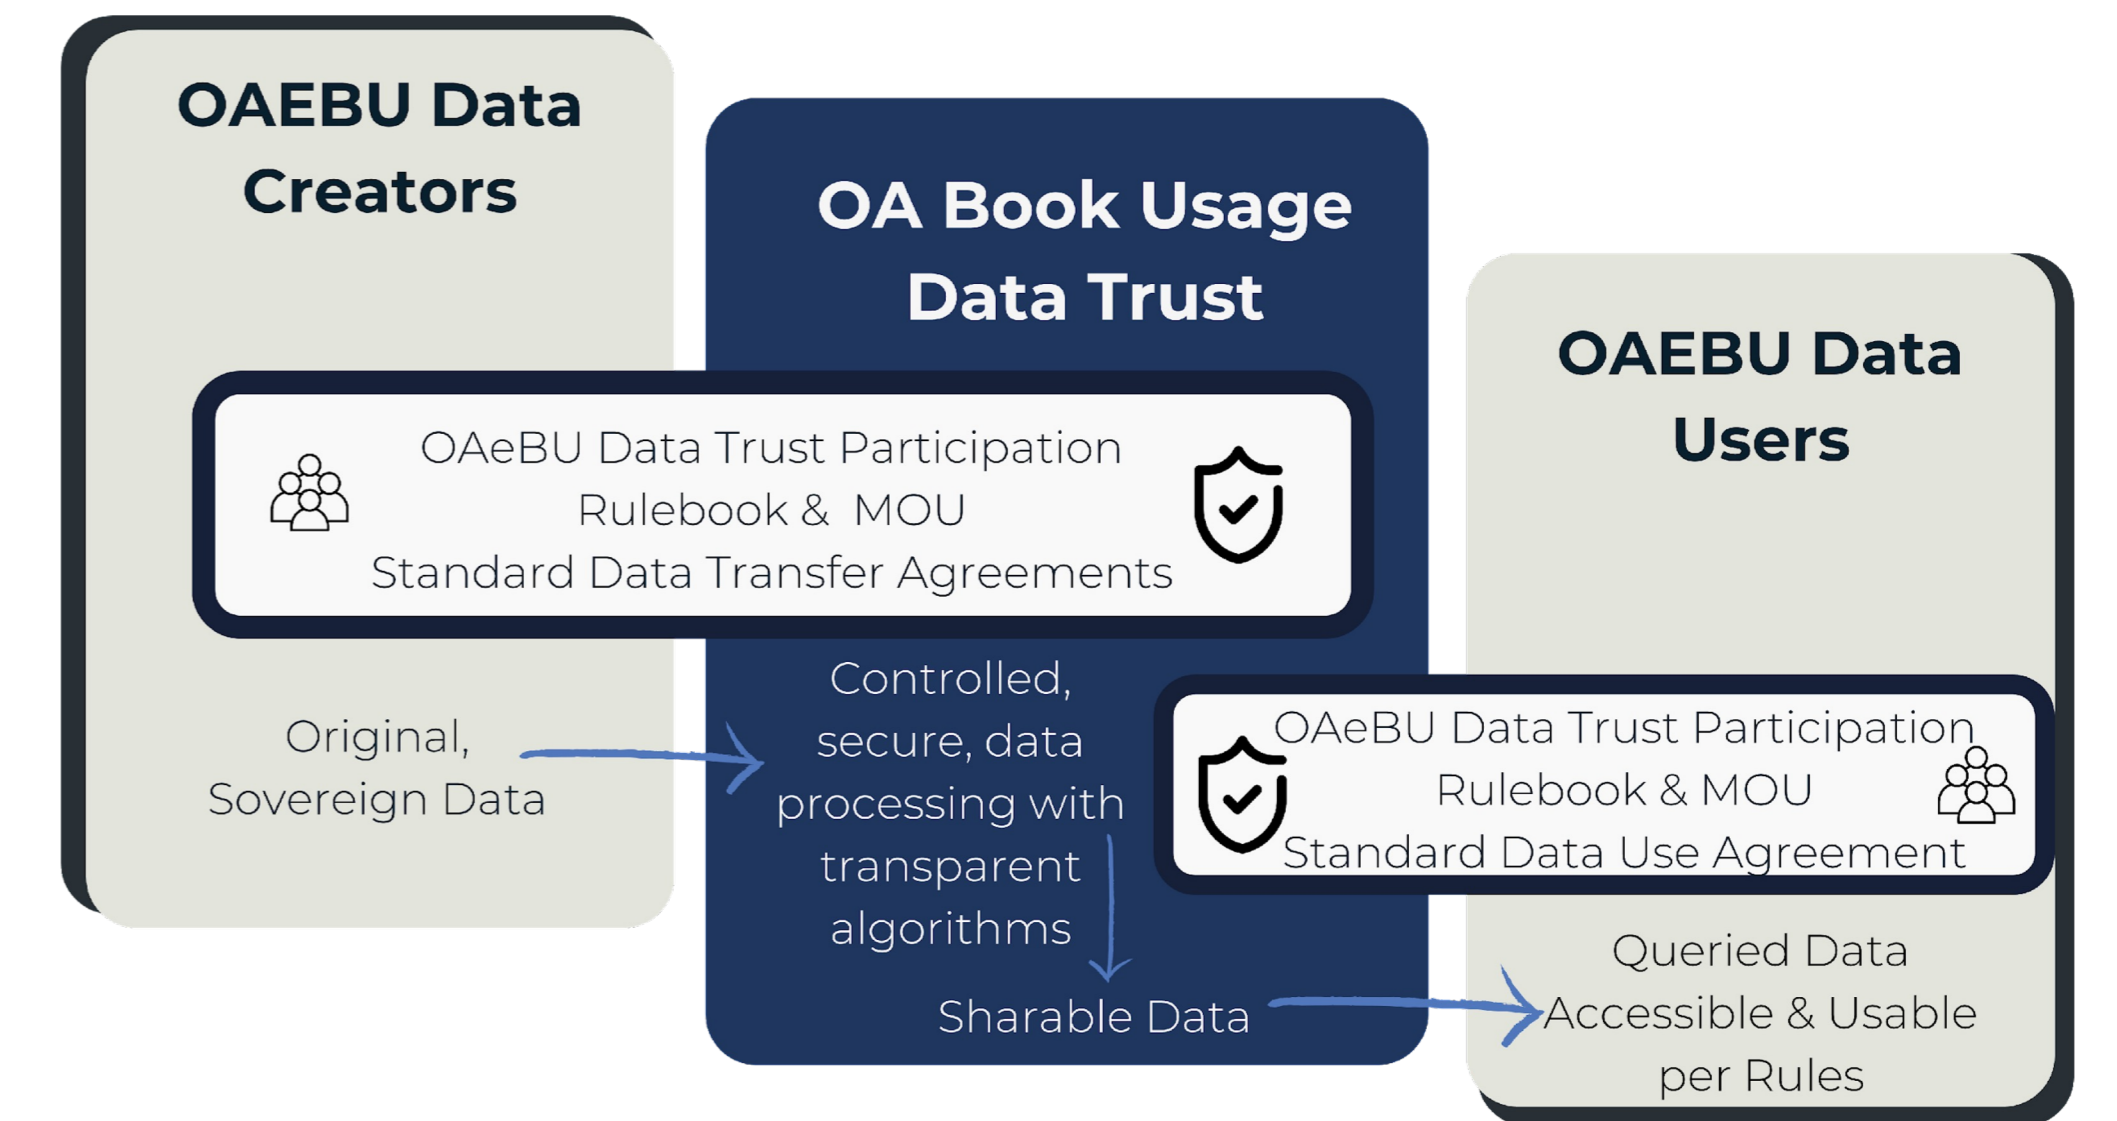 OAEBU Data
Creators
OA Book Usage
Data Trust
OAEBU Data
Users
OAeBU Data Trust Participation
Rulebook & MOU
Standard Data Transfer Agreements
Original,
Sovereign Data
Controlled,
secure, data
processing with
transparent
algorithms
Sharable Data
OAeBU Data Trust Participation
Rulebook & MOU
Standard Data Use Agreement
Queried Data
Accessible & Usable
per Rules